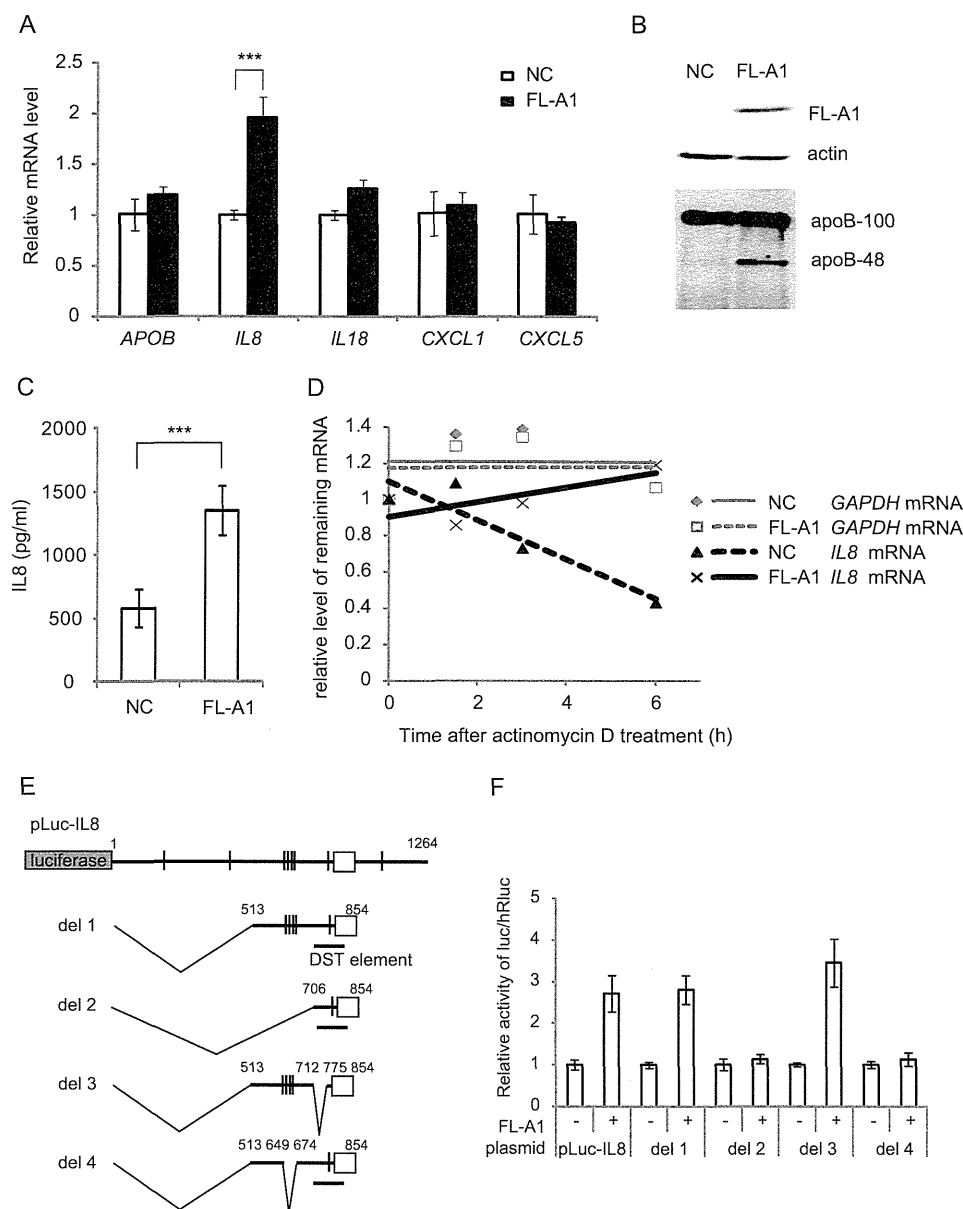 A
Relative mRNA level
2.5
2
1.5
1
0.5
0
***
NC
FL-A1
APOB IL8 IL18 CXCL1 CXCL5
B
NC FL-A1
FL-A1
actin
apoB-100
apoB-48
C
IL8 (pg/ml)
2000
1500
1000
500
0
***
NC FL-A1
D
relative level of remaining mRNA
1.4
1.2
1
0.8
0.6
0.4
0.2
0
0 2 4 6
Time after actinomycin D treatment (h)
NC GAPDH mRNA
FL-A1 GAPDH mRNA
NC IL8 mRNA
FL-A1 IL8 mRNA
E
pLuc-IL8
1 1264
luciferase
del 1
513 854
DST element
del 2
706 854
del 3
513 712 775 854
del 4
513 649 674 854
F
Relative activity of luc/hRluc
5
4
3
2
1
0
FL-A1 - + - + - + - + - +
plasmid pLuc-IL8 del 1 del 2 del 3 del 4